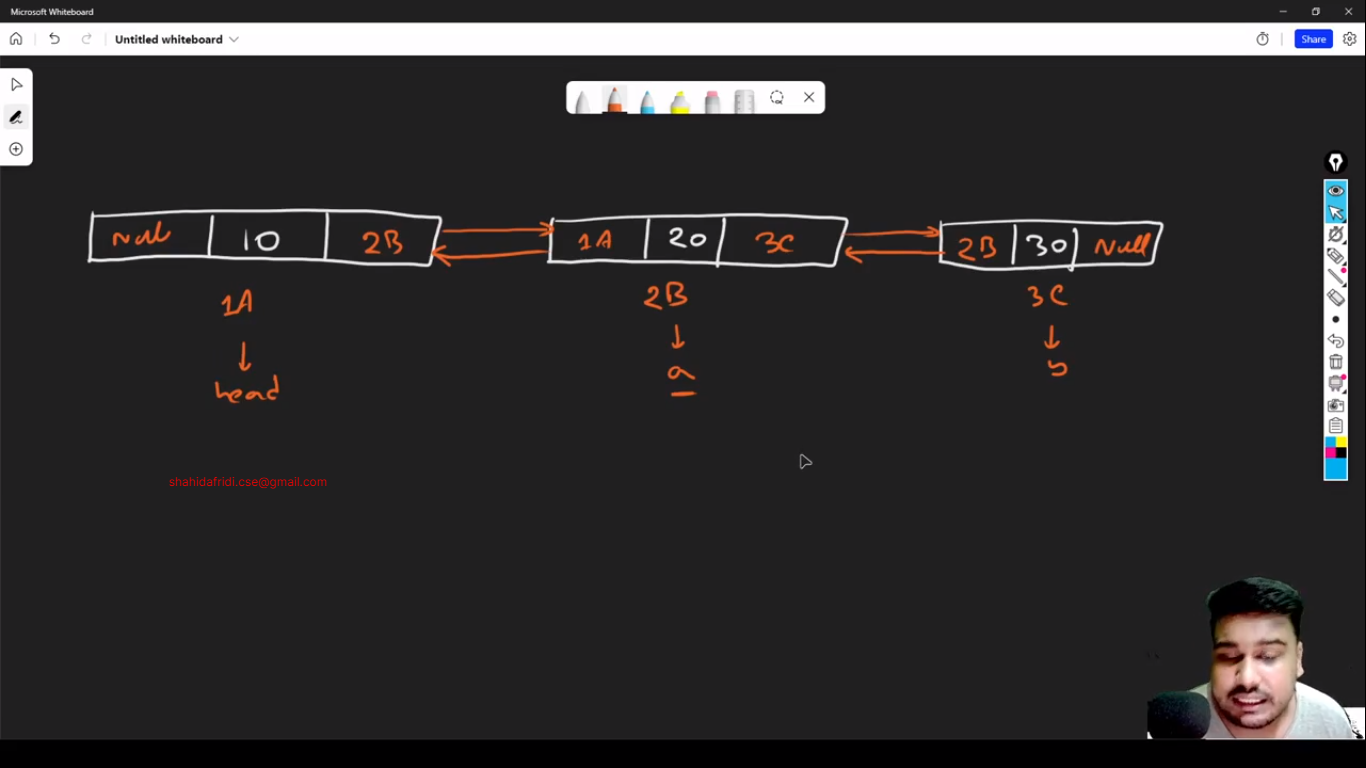 Microsoft Whiteboard
Untitled whiteboard
Share
Null 10 2B
1A 20 3C
2B 30 Null
1A
2B
3C
head
a
b
shahidafridi.cse@gmail.com